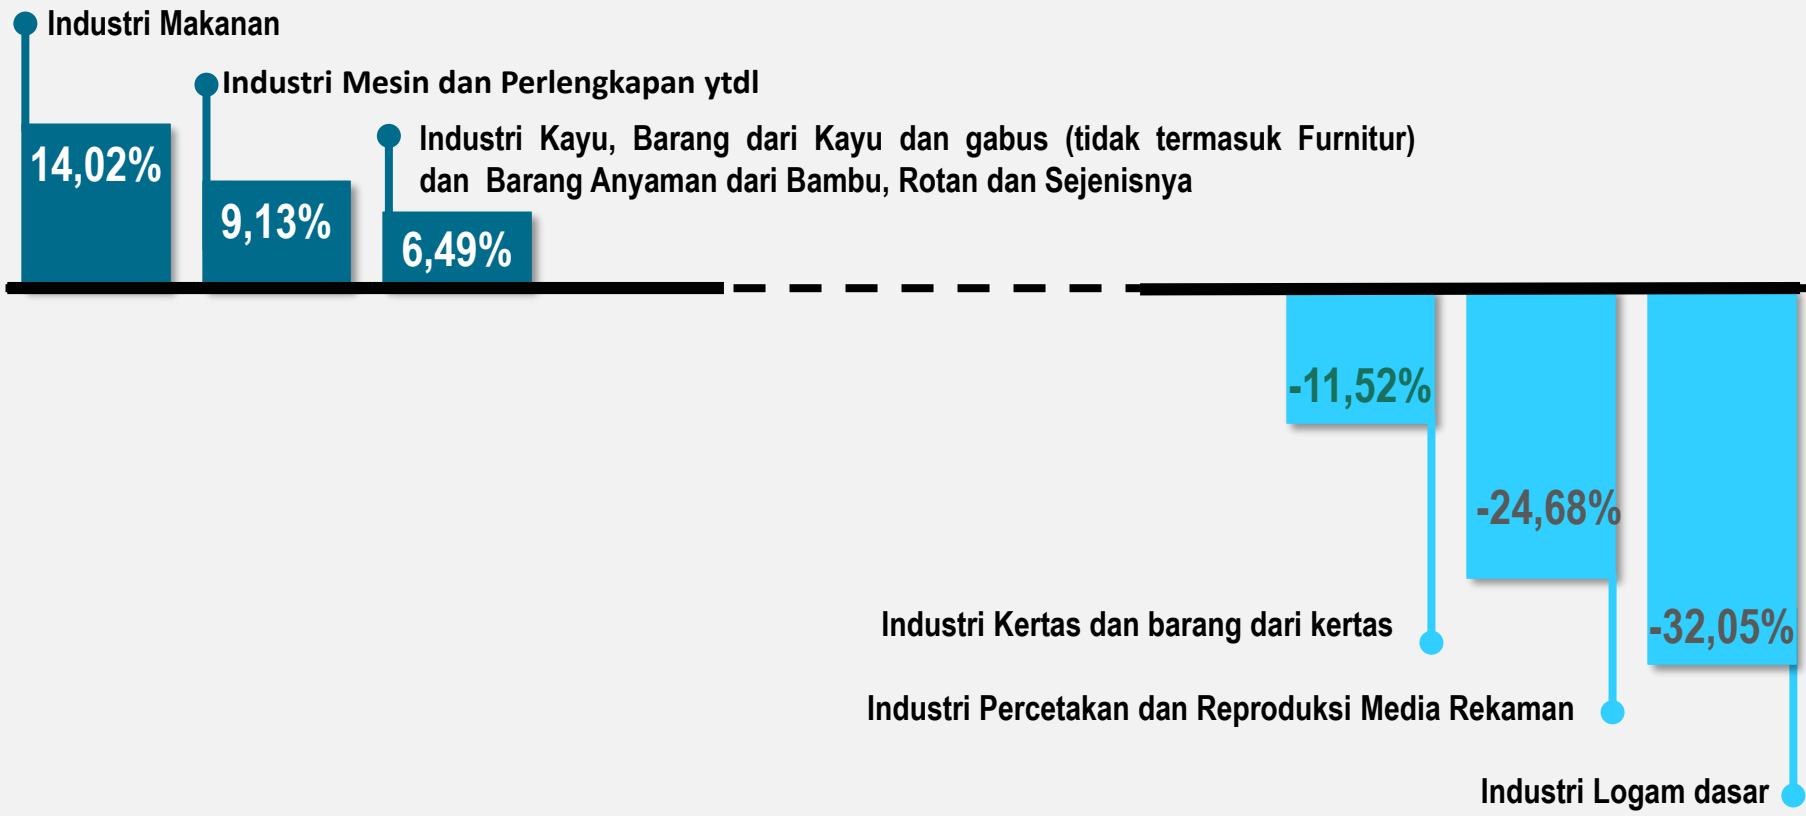 Industri Makanan
Industri Mesin dan Perlengkapan ytdl
Industri Kayu, Barang dari Kayu dan gabus (tidak termasuk Furnitur)
dan Barang Anyaman dari Bambu, Rotan dan Sejenisnya
14,02%
9,13%
6,49%
-11,52%
-24,68%
-32,05%
Industri Kertas dan barang dari kertas
Industri Percetakan dan Reproduksi Media Rekaman
Industri Logam dasar